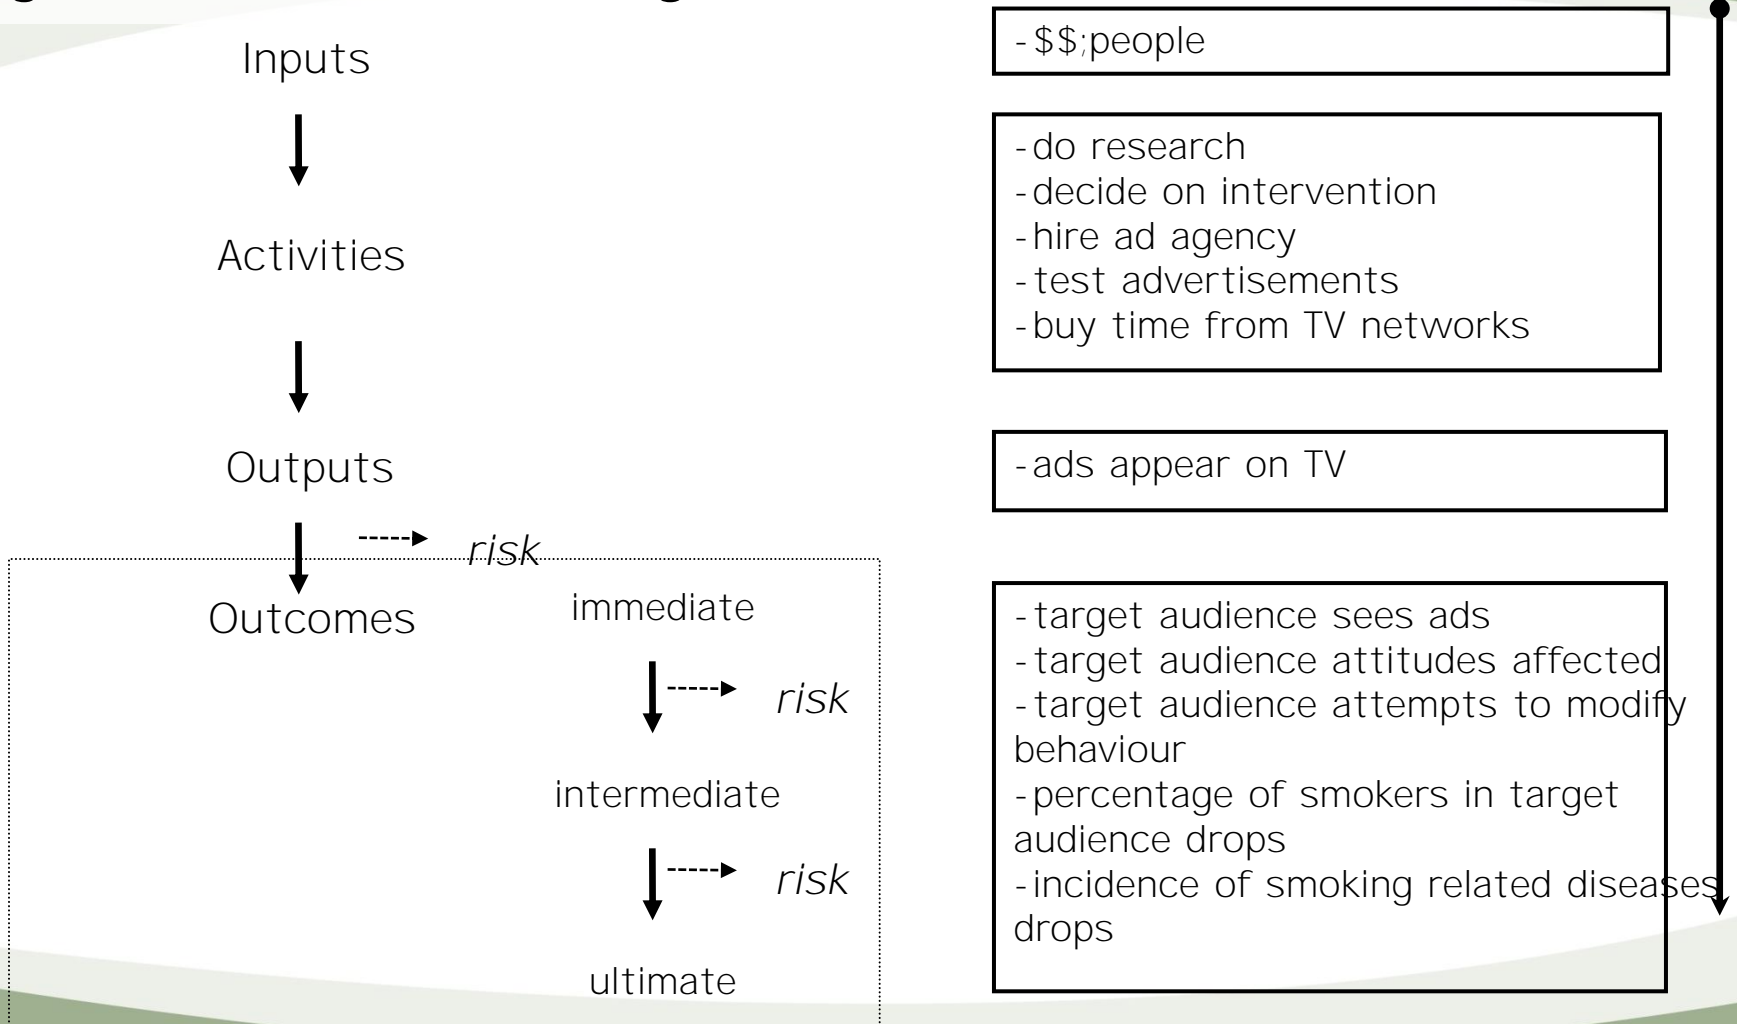 Inputs
Activities
Outputs
risk
Outcomes
immediate
risk
intermediate
risk
ultimate
-$$;people
-do research
-decide on intervention
-hire ad agency
-test advertisements
-buy time from TV networks
-ads appear on TV
-target audience sees ads
-target audience attitudes affected
-target audience attempts to modify
behaviour
-percentage of smokers in target
audience drops
-incidence of smoking related diseases
drops